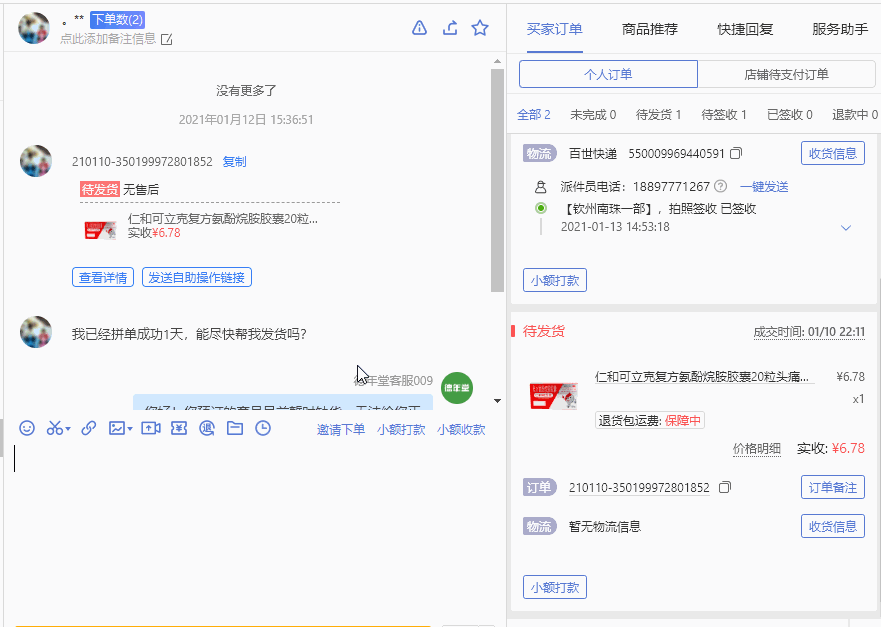 。** 下单数(2)
点此添加备注信息
没有更多了
2021年01月12日 15:36:51
210110-350199972801852 复制
待发货 无售后
仁和可立克复方氨酚烷胺胶囊20粒...
实收¥6.78
查看详情 发送自助操作链接
我已经拼单成功1天，能尽快帮我发货吗？
德年堂客服009
德年堂
邀请下单 小额打款 小额收款
买家订单 商品推荐 快捷回复 服务助手
个人订单 店铺待支付订单
全部 2 未完成 0 待发货 1 待签收 1 已签收 0 退款中 0
物流 百世快递 550009969440591 收货信息
派件员电话：18897771267 一键发送
【钦州南珠一部】，拍照签收 已签收
2021-01-13 14:53:18
小额打款
待发货 成交时间: 01/10 22:11
仁和可立克复方氨酚烷胺胶囊20粒头痛... ¥6.78
x1
退货包运费: 保障中
价格明细 实收: ¥6.78
订单 210110-350199972801852 订单备注
物流 暂无物流信息 收货信息
小额打款